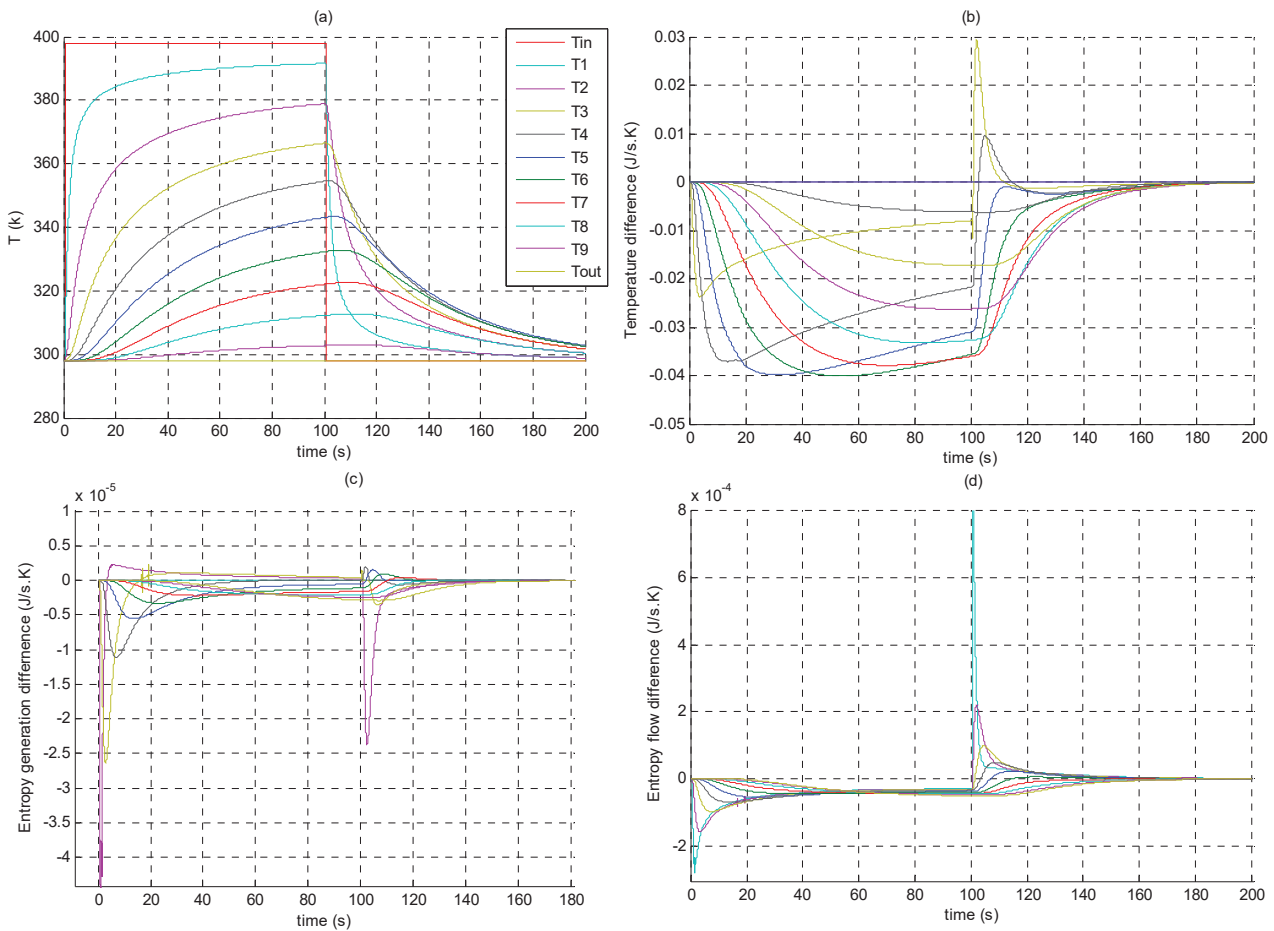 (a)
T (k)
400
380
360
340
320
300
280
0 20 40 60 80 100 120 140 160 180 200
time (s)
Tin
T1
T2
T3
T4
T5
T6
T7
T8
T9
Tout
(b)
Temperature difference (J/s.K)
0.03
0.02
0.01
0
-0.01
-0.02
-0.03
-0.04
-0.05
0 20 40 60 80 100 120 140 160 180 200
time (s)
(c)
x 10-5
Entropy generation differnence (J/s.K)
1
0.5
0
-0.5
-1
-1.5
-2
-2.5
-3
-3.5
-4
0 20 40 60 80 100 120 140 160 180
time (s)
(d)
x 10-4
Entropy flow difference (J/s.K)
8
6
4
2
0
-2
0 20 40 60 80 100 120 140 160 180 200
time (s)